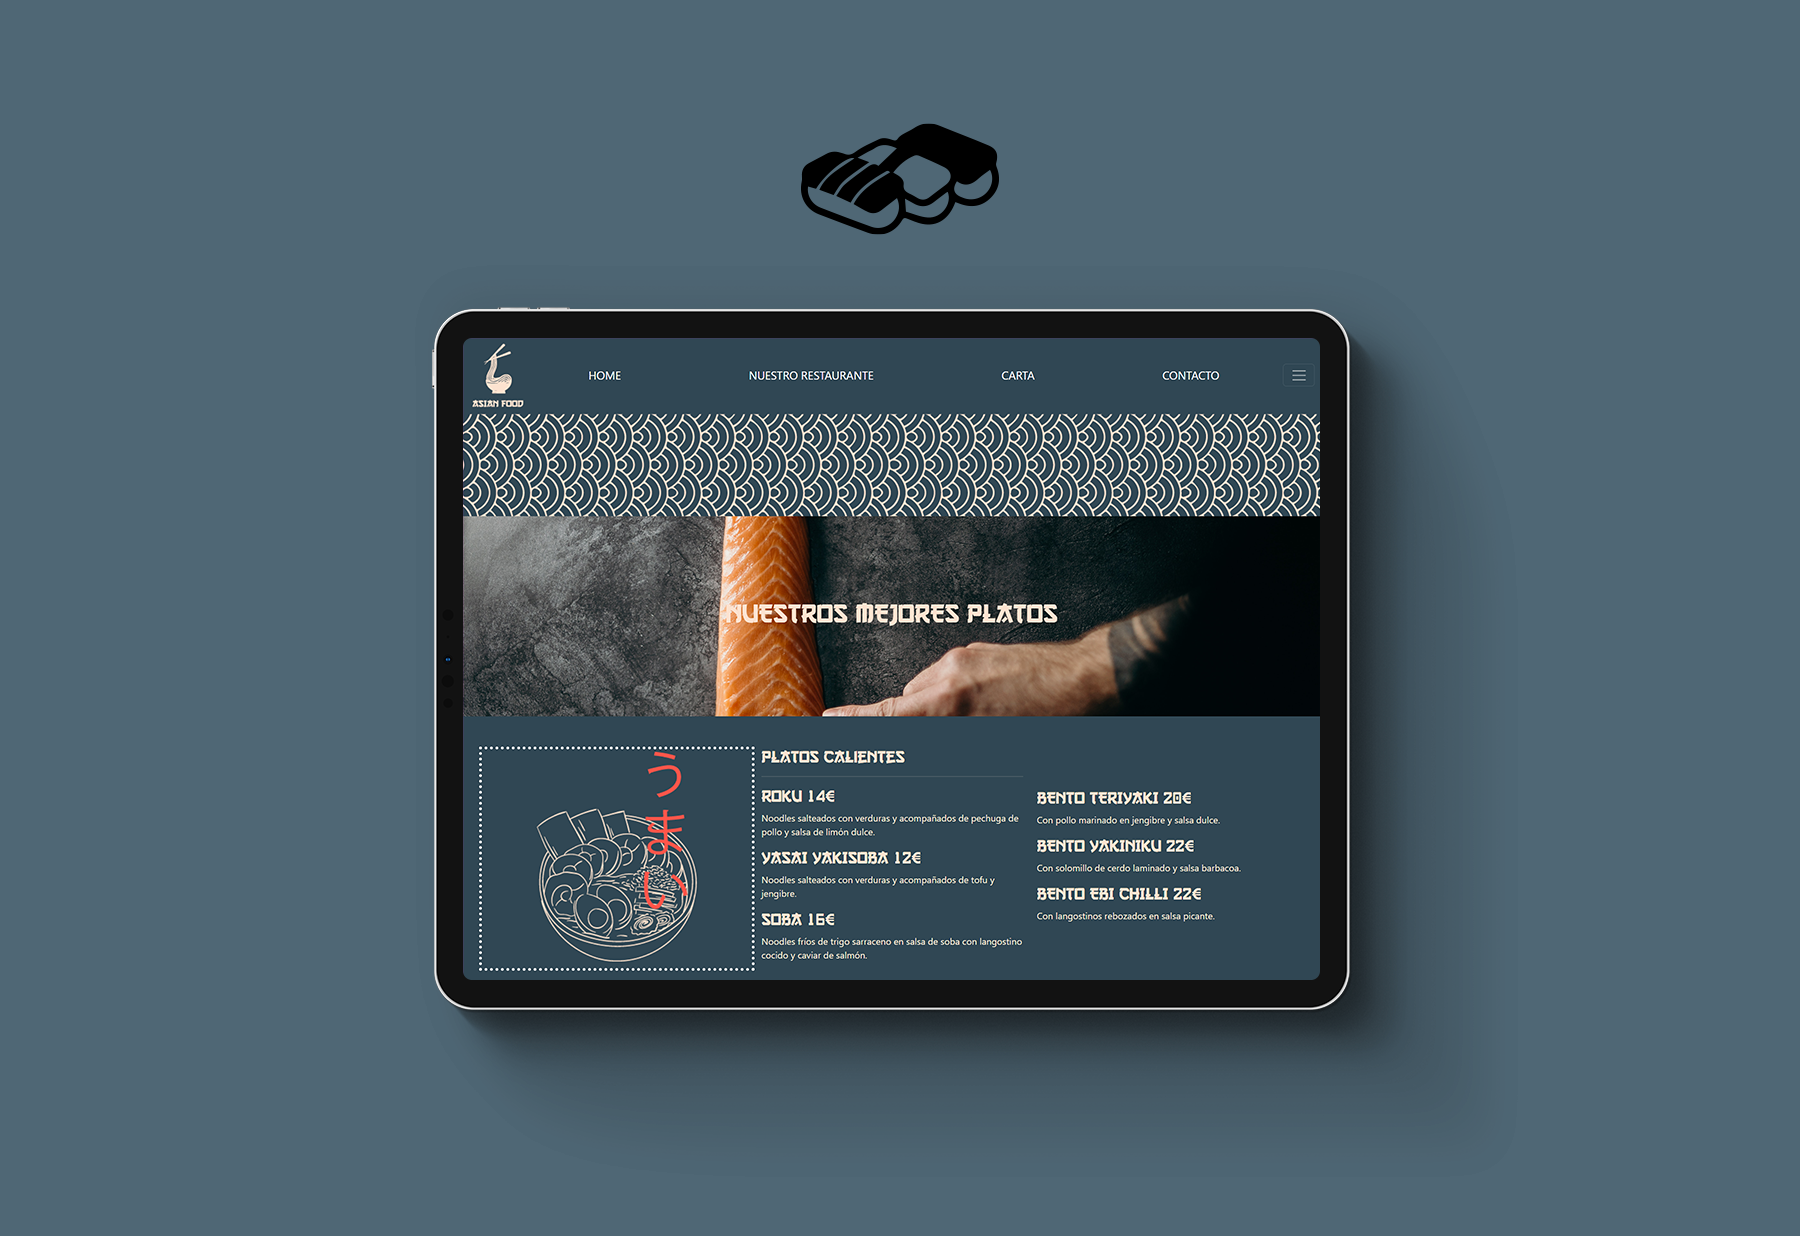 ASIAN FOOD
HOME
NUESTRO RESTAURANTE
CARTA
CONTACTO
NUESTROS MEJORES PLATOS
うまい
PLATOS CALIENTES
ROKU 14€
Noodles salteados con verduras y acompañados de pechuga de
pollo y salsa de limón dulce.
YASAI YAKISOBA 12€
Noodles salteados con verduras y acompañados de tofu y
jengibre.
SOBA 16€
Noodles fríos de trigo sarraceno en salsa de soba con langostino
cocido y caviar de salmón.
BENTO TERIYAKI 20€
Con pollo marinado en jengibre y salsa dulce.
BENTO YAKINIKU 22€
Con solomillo de cerdo laminado y salsa barbacoa.
BENTO EBI CHILLI 22€
Con langostinos rebozados en salsa picante.